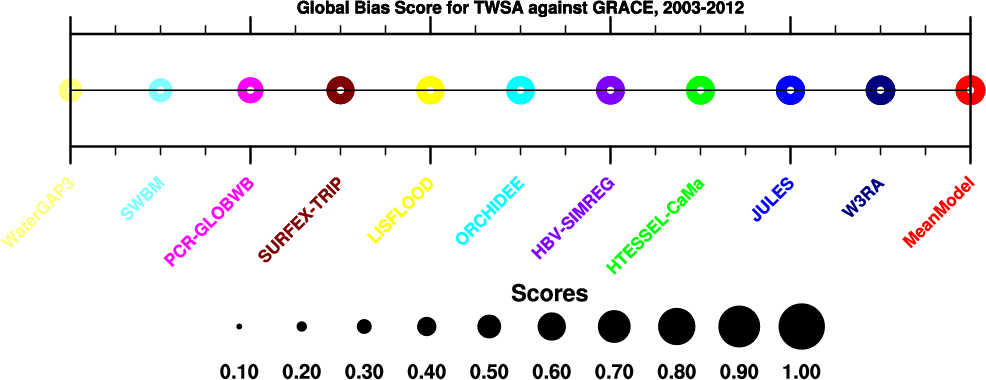 Global Bias Score for TWSA against GRACE, 2003-2012
WaterGAP3
SWBM
PCR-GLOBWB
SURFEX-TRIP
LISFLOOD
ORCHIDEE
HBV-SIMREG
HTESSEL-CaMa
JULES
W3RA
MeanModel
Scores
0.10 0.20 0.30 0.40 0.50 0.60 0.70 0.80 0.90 1.00